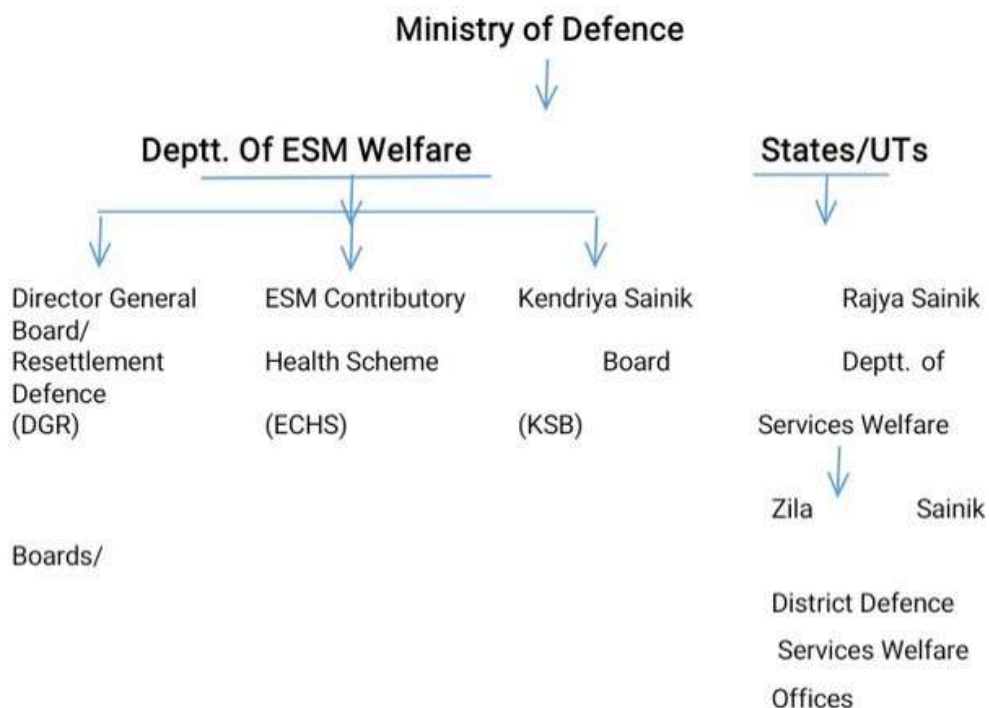 Ministry of Defence
Deptt. Of ESM Welfare States/UTs
Director General ESM Contributory Kendriya Sainik Rajya Sainik
Board/
Resettlement Health Scheme Board Deptt. of
Defence
(DGR) (ECHS) (KSB) Services Welfare
Zila Sainik
Boards/
District Defence
Services Welfare
Offices